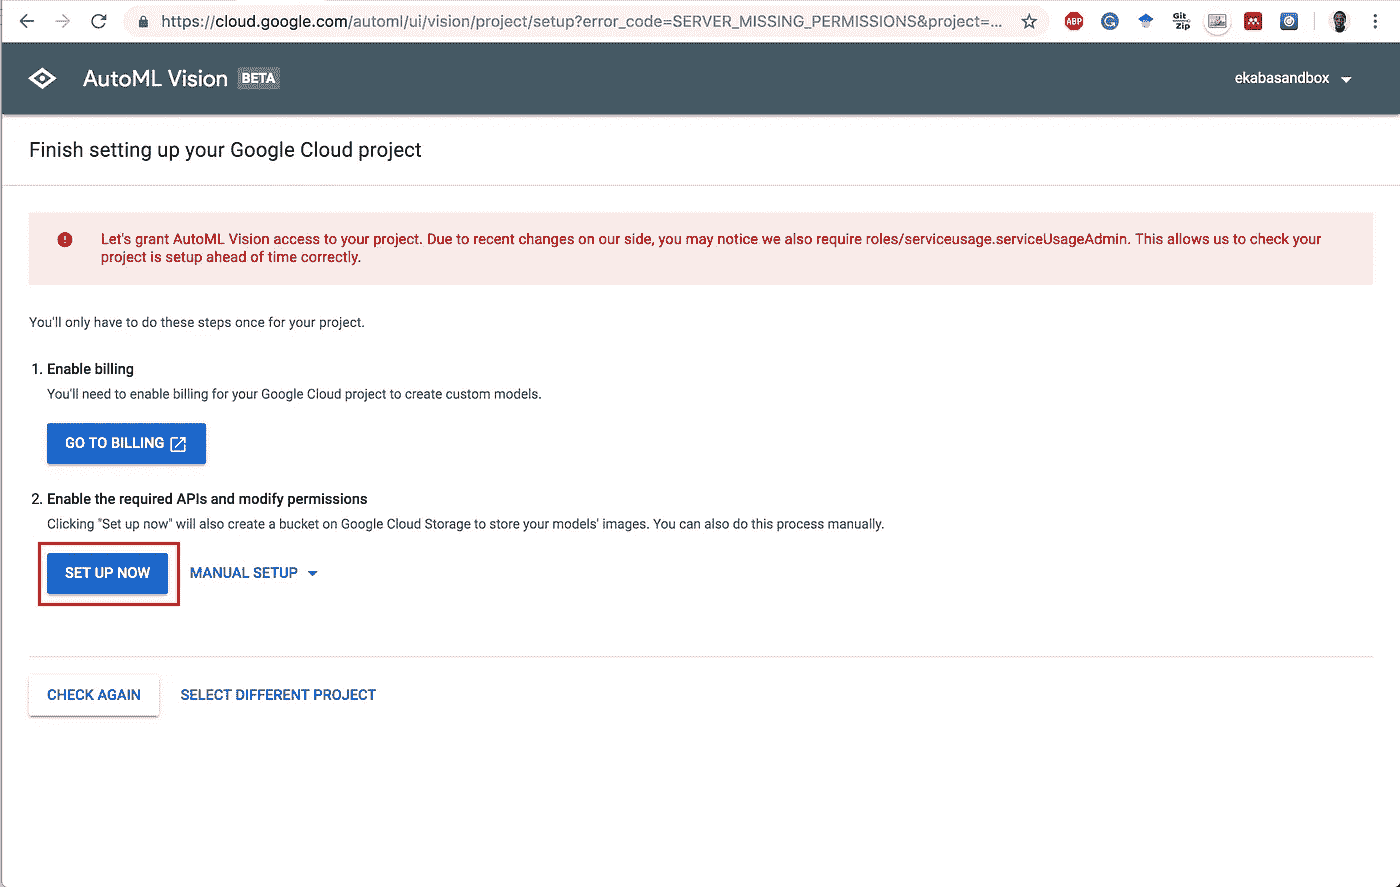 https://cloud.google.com/automl/ui/vision/project/setup?error_code=SERVER_MISSING_PERMISSIONS&project=...
ABP
Git
Zip
AutoML Vision BETA
ekabasandbox
Finish setting up your Google Cloud project
Let's grant AutoML Vision access to your project. Due to recent changes on our side, you may notice we also require roles/serviceusage.serviceUsageAdmin. This allows us to check your
project is setup ahead of time correctly.
You'll only have to do these steps once for your project.
1. Enable billing
You'll need to enable billing for your Google Cloud project to create custom models.
GO TO BILLING
2. Enable the required APIs and modify permissions
Clicking "Set up now" will also create a bucket on Google Cloud Storage to store your models' images. You can also do this process manually.
SET UP NOW
MANUAL SETUP
CHECK AGAIN
SELECT DIFFERENT PROJECT